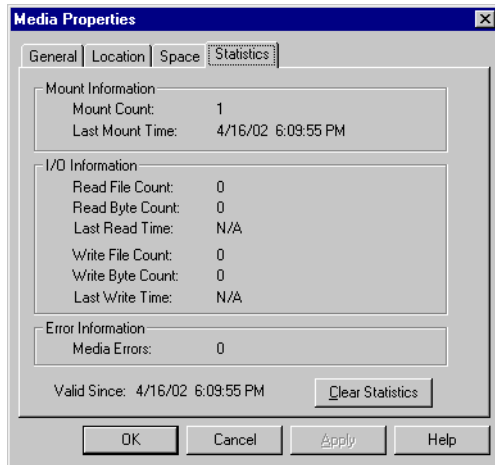 Media Properties
General Location Space Statistics
Mount Information
Mount Count: 1
Last Mount Time: 4/16/02 6:09:55 PM
I/O Information
Read File Count: 0
Read Byte Count: 0
Last Read Time: N/A
Write File Count: 0
Write Byte Count: 0
Last Write Time: N/A
Error Information
Media Errors: 0
Valid Since: 4/16/02 6:09:55 PM Clear Statistics
OK Cancel Apply Help